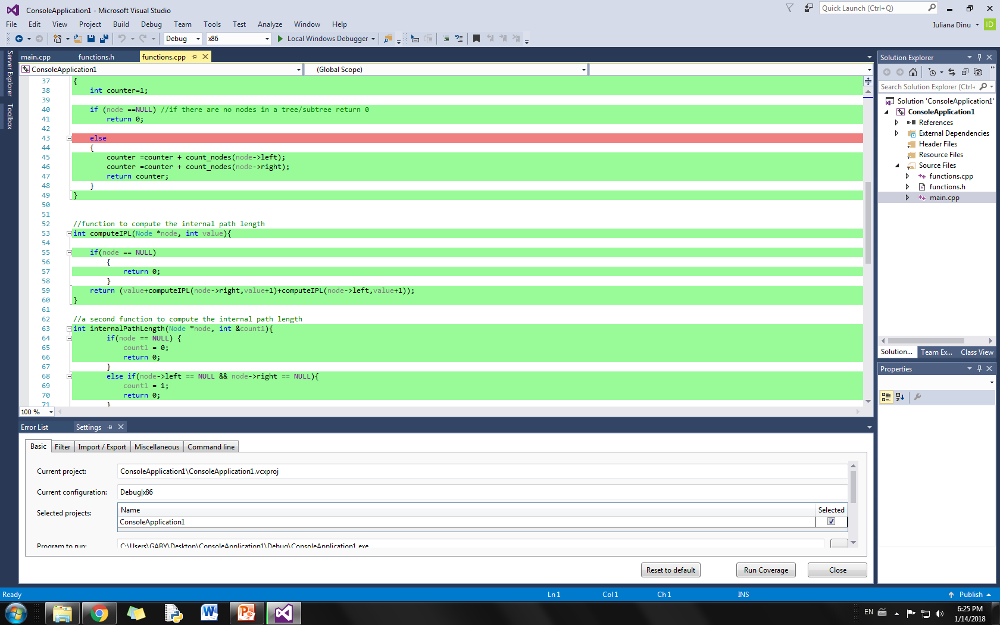 ConsoleApplication1 - Microsoft Visual Studio
Quick Launch (Ctrl+Q)
File Edit View Project Build Debug Team Tools Test Analyze Window Help
Iuliana Dinu ID
Debug x86 Local Windows Debugger
Server Explorer
Toolbox
main.cpp functions.h functions.cpp
ConsoleApplication1 (Global Scope)
37 {
38 int counter=1;
39
40 if (node ==NULL) //if there are no nodes in a tree/subtree return 0
41 return 0;
42
43 else
44 {
45 counter =counter + count_nodes(node->left);
46 counter =counter + count_nodes(node->right);
47 return counter;
48 }
49 }
50
51
52 //function to compute the internal path length
53 int computeIPL(Node *node, int value){
54
55 if(node == NULL)
56 {
57 return 0;
58 }
59 return (value+computeIPL(node->right,value+1)+computeIPL(node->left,value+1));
60 }
61
62 //a second function to compute the internal path length
63 int internalPathLength(Node *node, int &count1){
64 if(node == NULL) {
65 count1 = 0;
66 return 0;
67 }
68 else if(node->left == NULL && node->right == NULL){
69 count1 = 1;
70 return 0;
71 }
100 %
Solution Explorer
Search Solution Explorer (Ctrl+
Solution 'ConsoleApplication1'
ConsoleApplication1
References
External Dependencies
Header Files
Resource Files
Source Files
functions.cpp
functions.h
main.cpp
Solution... Team Ex... Class View
Properties
Error List Settings
Basic Filter Import / Export Miscellaneous Command line
Current project: ConsoleApplication1\ConsoleApplication1.vcxproj
Current configuration: Debug|x86
Selected projects: Name Selected
ConsoleApplication1
Program to run: C:\Users\GABY\Desktop\ConsoleApplication1\Debug\ConsoleApplication1.exe
Reset to default Run Coverage Close
Ready Ln 1 Col 1 Ch 1 INS Publish
EN 6:25 PM
1/14/2018